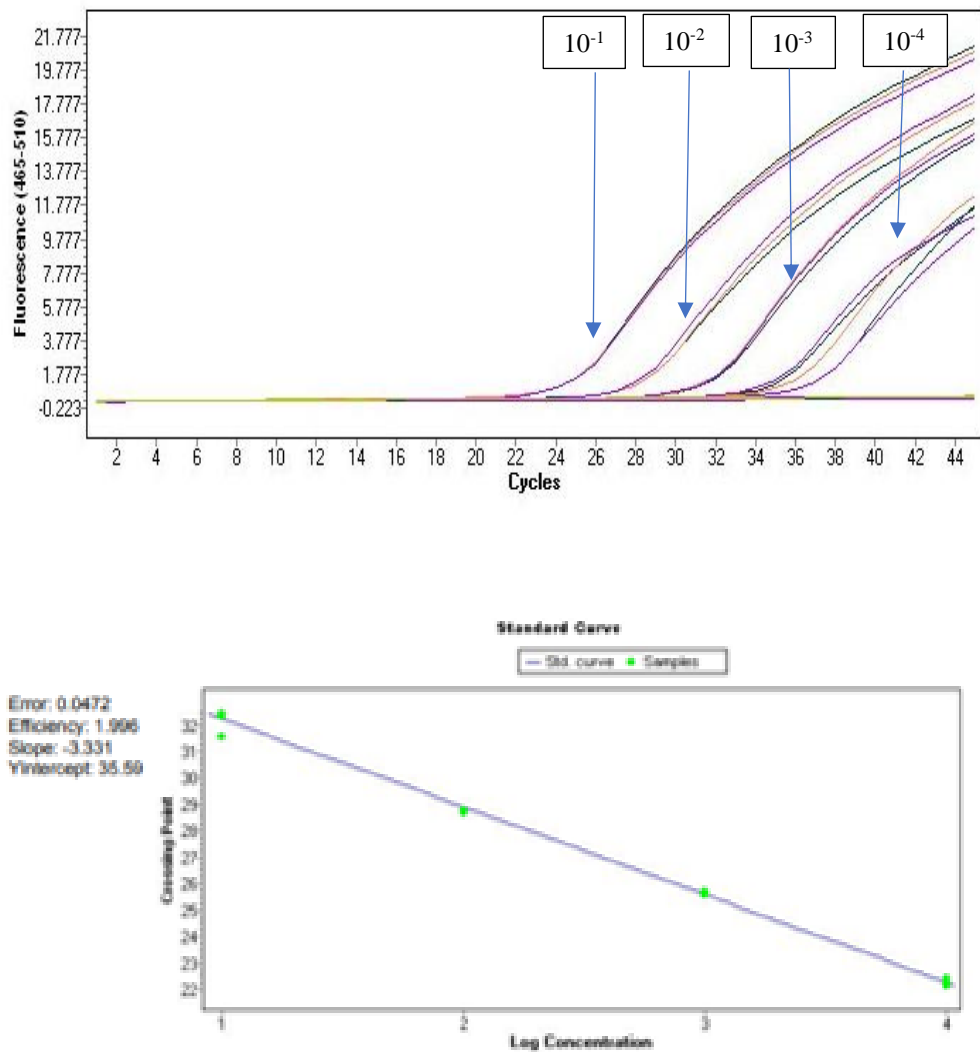 10-1 10-2 10-3 10-4
21.777
19.777
17.777
15.777
13.777
11.777
9.777
7.777
5.777
3.777
1.777
-0.223
Fluorescence (465-510)
2 4 6 8 10 12 14 16 18 20 22 24 26 28 30 32 34 36 38 40 42 44
Cycles
Standard Curve
Std. curve Samples
Error: 0.0472
Efficiency: 1.996
Slope: -3.331
YIntercept: 35.59
32
31
30
29
28
27
26
25
24
23
22
Crossing Point
1 2 3 4
Log Concentration